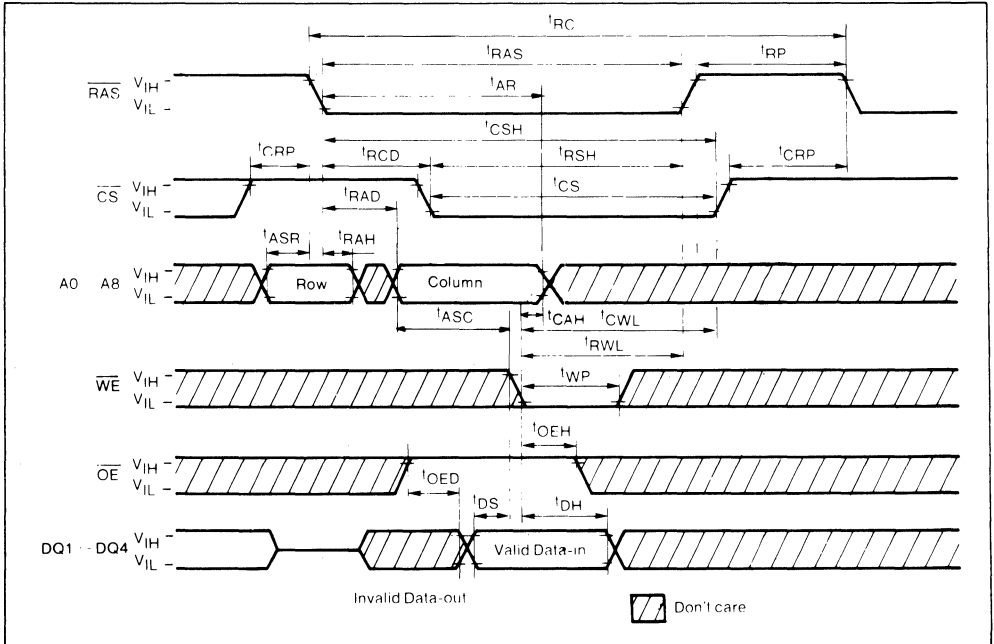 tRC
tRAS
tRP
RAS VIH
VIL
tAR
tCSH
tCRP
tRCD
tRSH
tCRP
CS VIH
VIL
tRAD
tCS
tASR
tRAH
A0 A8 VIH
VIL
Row
Column
tASC
tCAH
tCWL
tRWL
WE VIH
VIL
tWP
tOEH
OE VIH
VIL
tOED
tDS
tDH
DQ1 DQ4 VIH
VIL
Valid Data-in
Invalid Data-out
Don't care